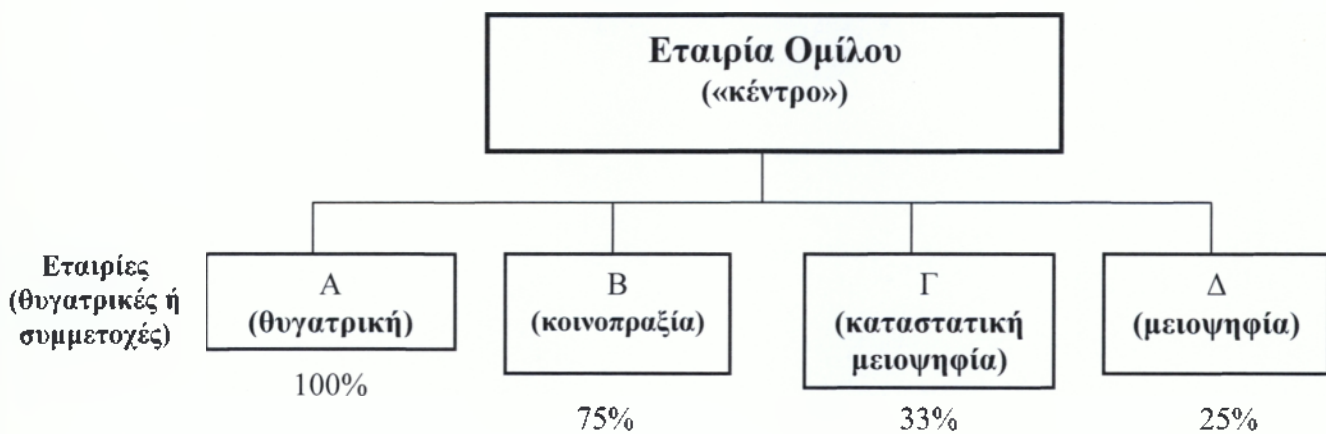 Εταιρία Ομίλου
(«κέντρο»)
Εταιρίες
(θυγατρικές ή
συμμετοχές)
Α
(θυγατρική)
100%
Β
(κοινοπραξία)
75%
Γ
(καταστατική
μειοψηφία)
33%
Δ
(μειοψηφία)
25%